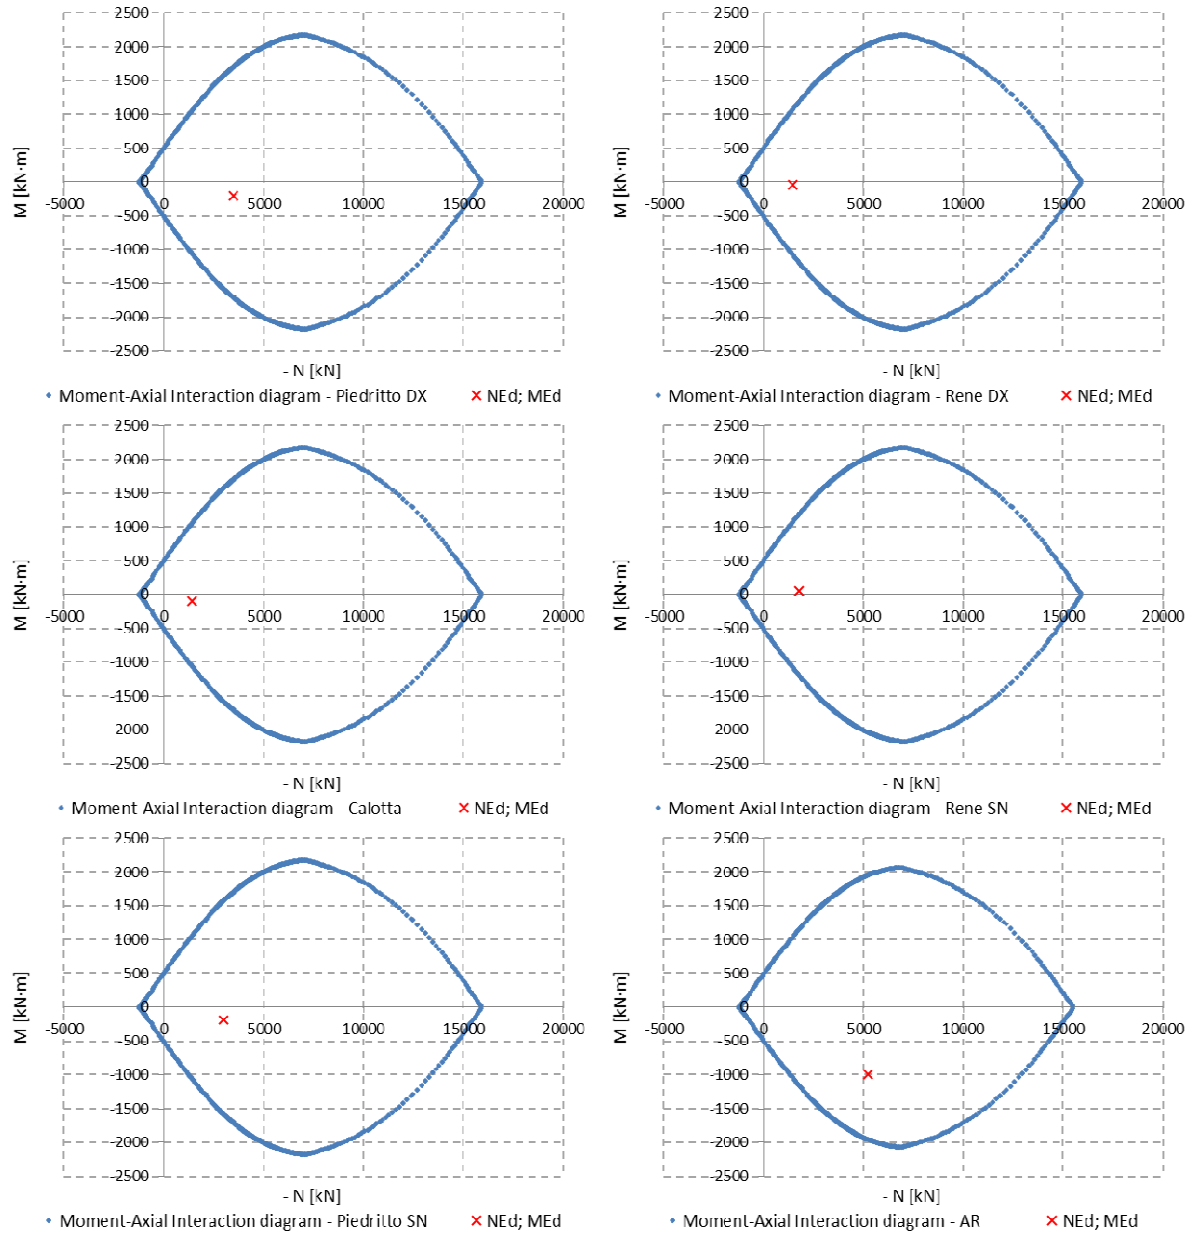 2500
2000
1500
1000
500
0
-5000 0 5000 10000 15000 20000
-500
-1000
-1500
-2000
-2500
M [kN·m]
- N [kN]
Moment-Axial Interaction diagram - Piedritto DX × NEd; MEd
2500
2000
1500
1000
500
0
-5000 0 5000 10000 15000 20000
-500
-1000
-1500
-2000
-2500
M [kN·m]
- N [kN]
Moment-Axial Interaction diagram - Rene DX × NEd; MEd
2500
2000
1500
1000
500
0
-5000 0 5000 10000 15000 20000
-500
-1000
-1500
2000
-2500
M [kN·m]
- N [kN]
Moment Axial Interaction diagram Calotta × NEd; MEd
2500
2000
1500
1000
500
0
-5000 0 5000 10000 15000 20000
-500
-1000
-1500
2000
-2500
M [kN·m]
- N [kN]
Moment Axial Interaction diagram Rene SN × NEd; MEd
2500
2000
1500
1000
500
0
-5000 0 5000 10000 15000 20000
-500
-1000
-1500
-2000
-2500
M [kN·m]
- N [kN]
Moment-Axial Interaction diagram - Piedritto SN × NEd; MEd
2500
2000
1500
1000
500
0
-5000 0 5000 10000 15000 20000
-500
-1000
-1500
-2000
-2500
M [kN·m]
- N [kN]
Moment-Axial Interaction diagram - AR × NEd; MEd